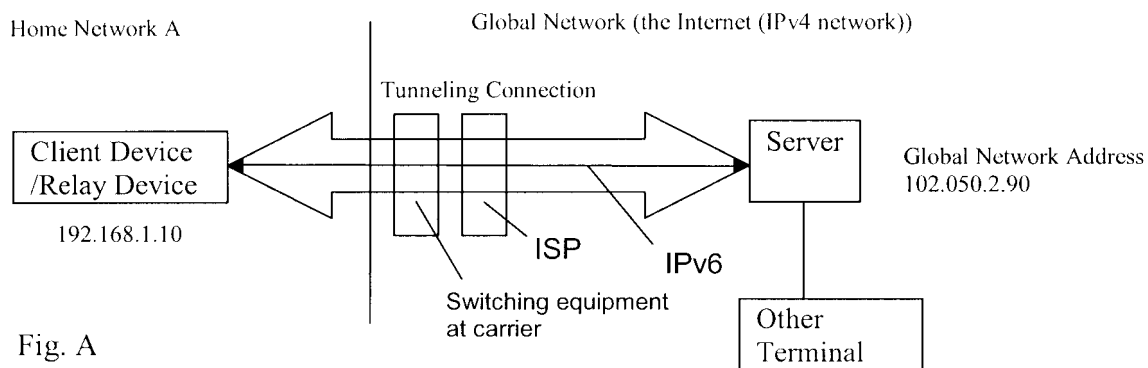 Home Network A
Global Network (the Internet (IPv4 network))
Tunneling Connection
Client Device
/Relay Device
192.168.1.10
Server
Global Network Address
102.050.2.90
ISP
IPv6
Switching equipment
at carrier
Other
Terminal
Fig. A